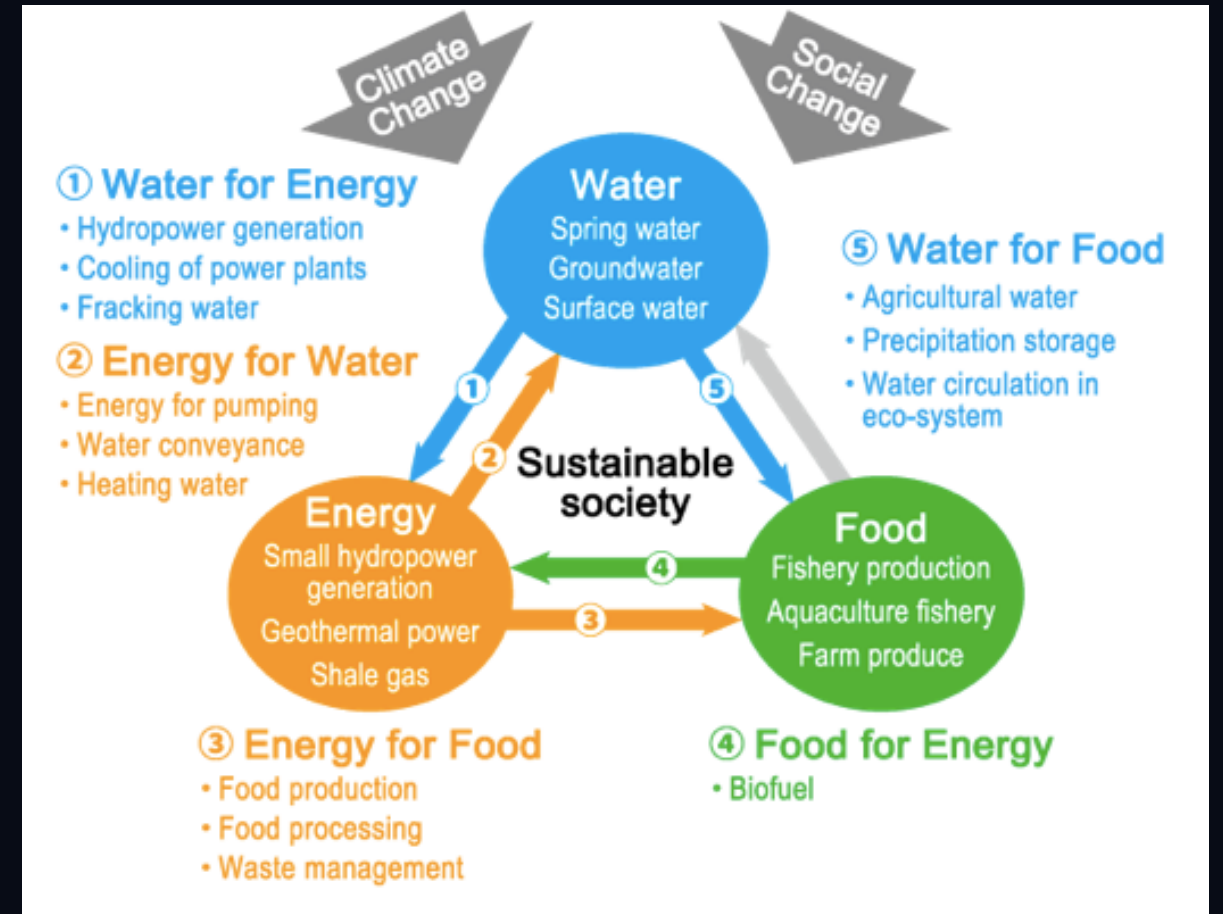 Climate
Change
Social
Change
① Water for Energy
• Hydropower generation
• Cooling of power plants
• Fracking water
② Energy for Water
• Energy for pumping
• Water conveyance
• Heating water
Water
Spring water
Groundwater
Surface water
⑤ Water for Food
• Agricultural water
• Precipitation storage
• Water circulation in
eco-system
①
②
⑤
Sustainable
society
④
③
Energy
Small hydropower
generation
Geothermal power
Shale gas
Food
Fishery production
Aquaculture fishery
Farm produce
③ Energy for Food
• Food production
• Food processing
• Waste management
④ Food for Energy
• Biofuel